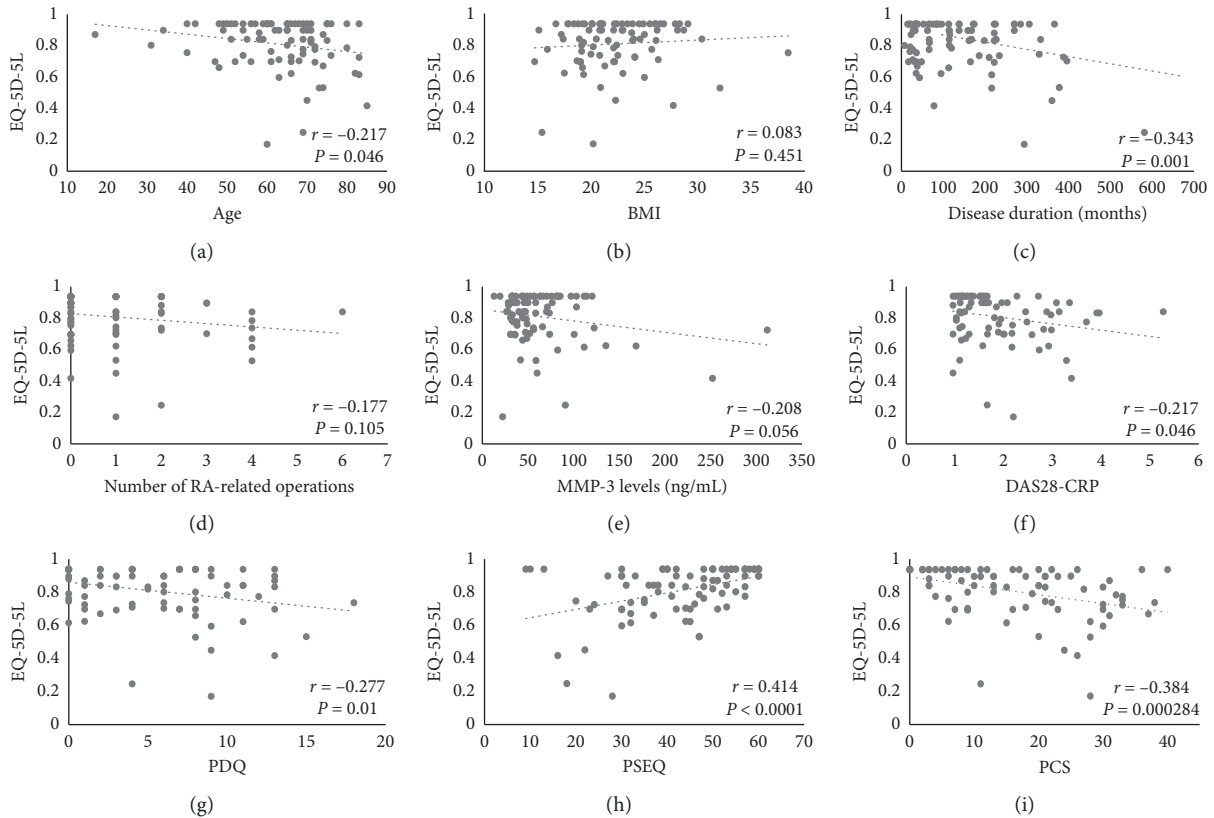 1
0.8
0.6
0.4
0.2
0
EQ-5D-5L
10 20 30 40 50 60 70 80 90
Age
r = –0.217
P = 0.046
(a)
1
0.8
0.6
0.4
0.2
0
EQ-5D-5L
10 15 20 25 30 35 40
BMI
r = 0.083
P = 0.451
(b)
1
0.8
0.6
0.4
0.2
0
EQ-5D-5L
0 100 200 300 400 500 600 700
Disease duration (months)
r = –0.343
P = 0.001
(c)
1
0.8
0.6
0.4
0.2
0
EQ-5D-5L
0 1 2 3 4 5 6 7
Number of RA-related operations
r = –0.177
P = 0.105
(d)
1
0.8
0.6
0.4
0.2
0
EQ-5D-5L
0 50 100 150 200 250 300 350
MMP-3 levels (ng/mL)
r = –0.208
P = 0.056
(e)
1
0.8
0.6
0.4
0.2
0
EQ-5D-5L
0 1 2 3 4 5 6
DAS28-CRP
r = –0.217
P = 0.046
(f)
1
0.8
0.6
0.4
0.2
0
EQ-5D-5L
0 5 10 15 20
PDQ
r = –0.277
P = 0.01
(g)
1
0.8
0.6
0.4
0.2
0
EQ-5D-5L
0 10 20 30 40 50 60 70
PSEQ
r = 0.414
P < 0.0001
(h)
1
0.8
0.6
0.4
0.2
0
EQ-5D-5L
0 10 20 30 40
PCS
r = –0.384
P = 0.000284
(i)